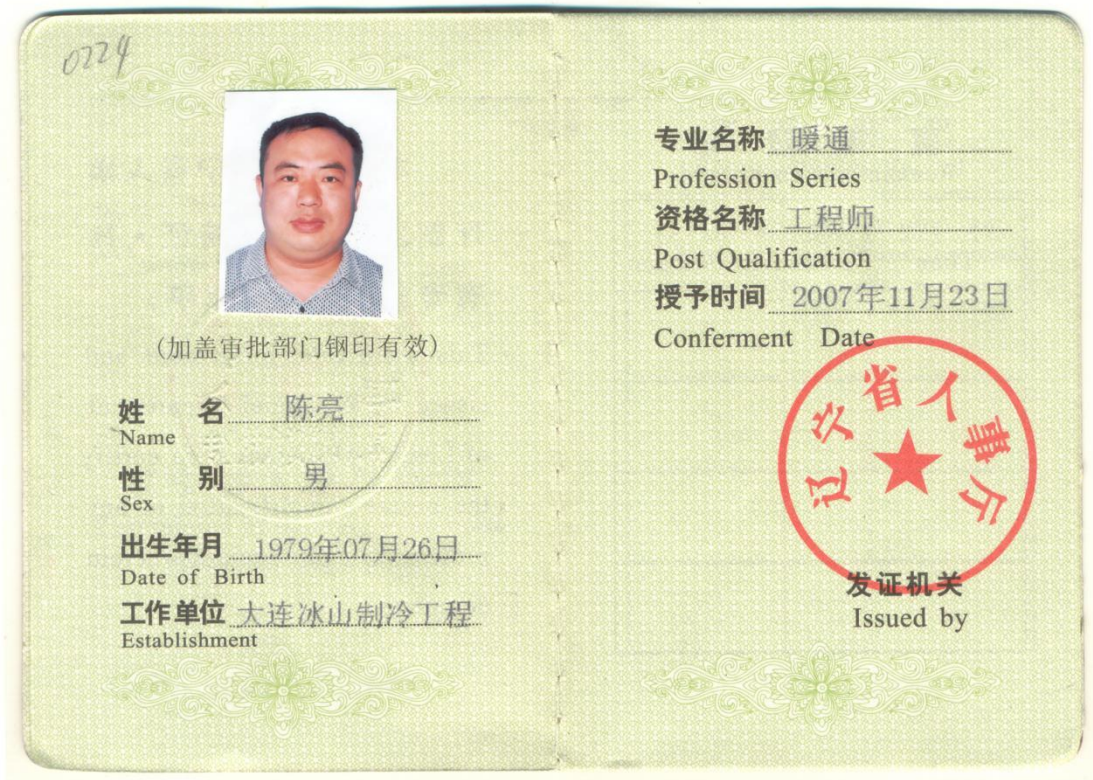 0224
(加盖审批部门钢印有效)
姓 名 陈亮
Name
性 别 男
Sex
出生年月 1979年07月26日
Date of Birth
工作单位 大连冰山制冷工程
Establishment
专业名称 暖通
Profession Series
资格名称 工程师
Post Qualification
授予时间 2007年11月23日
Conferment Date
辽宁省人事厅
发证机关
Issued by